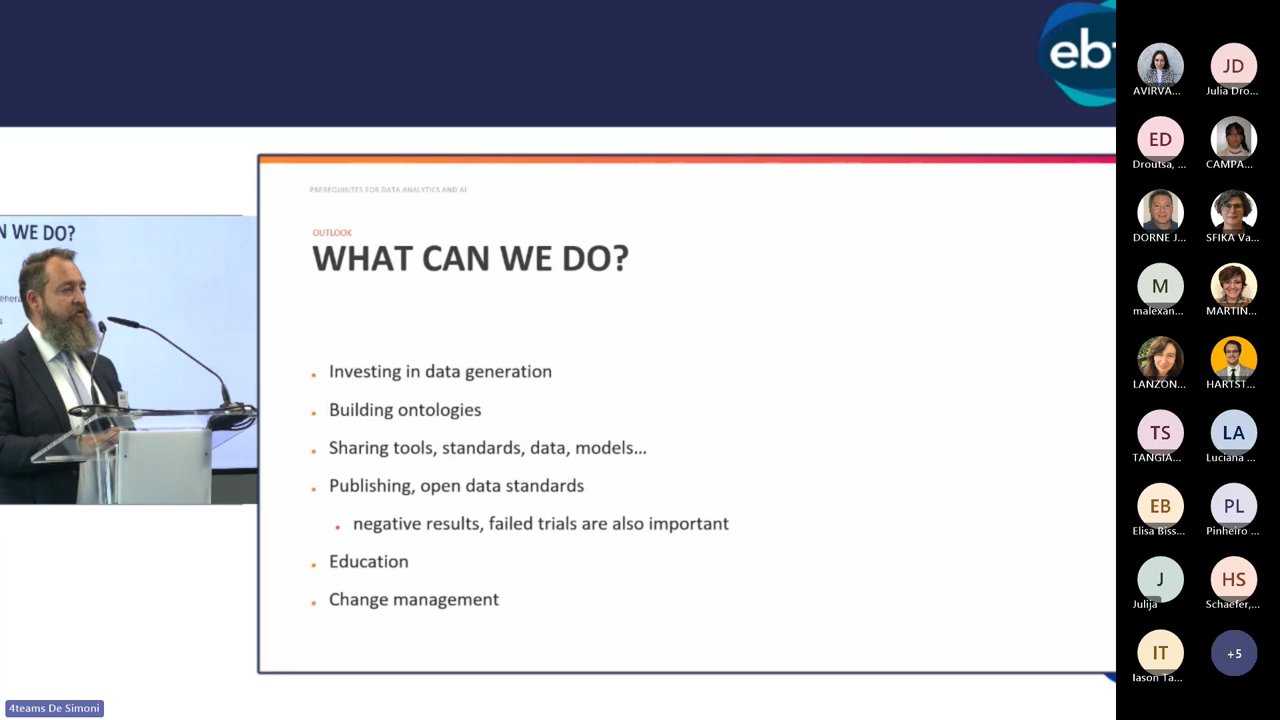 ebt
PREREQUISITES FOR DATA ANALYTICS AND AI
OUTLOOK
WHAT CAN WE DO?
N WE DO?
Investing in data generation
Building ontologies
Sharing tools, standards, data, models...
Publishing, open data standards
negative results, failed trials are also important
Education
Change management
4teams De Simoni
AVIRVA...
JD
Julia Dro...
ED
Droutsa, ...
CAMPA...
DORNE J...
SFIKA Va...
M
malexan...
MARTIN...
LANZON...
HARTST...
TS
TANGIA...
LA
Luciana ...
EB
Elisa Biss...
PL
Pinheiro ...
J
Julija
HS
Schaefer,...
IT
Iason Ta...
+5